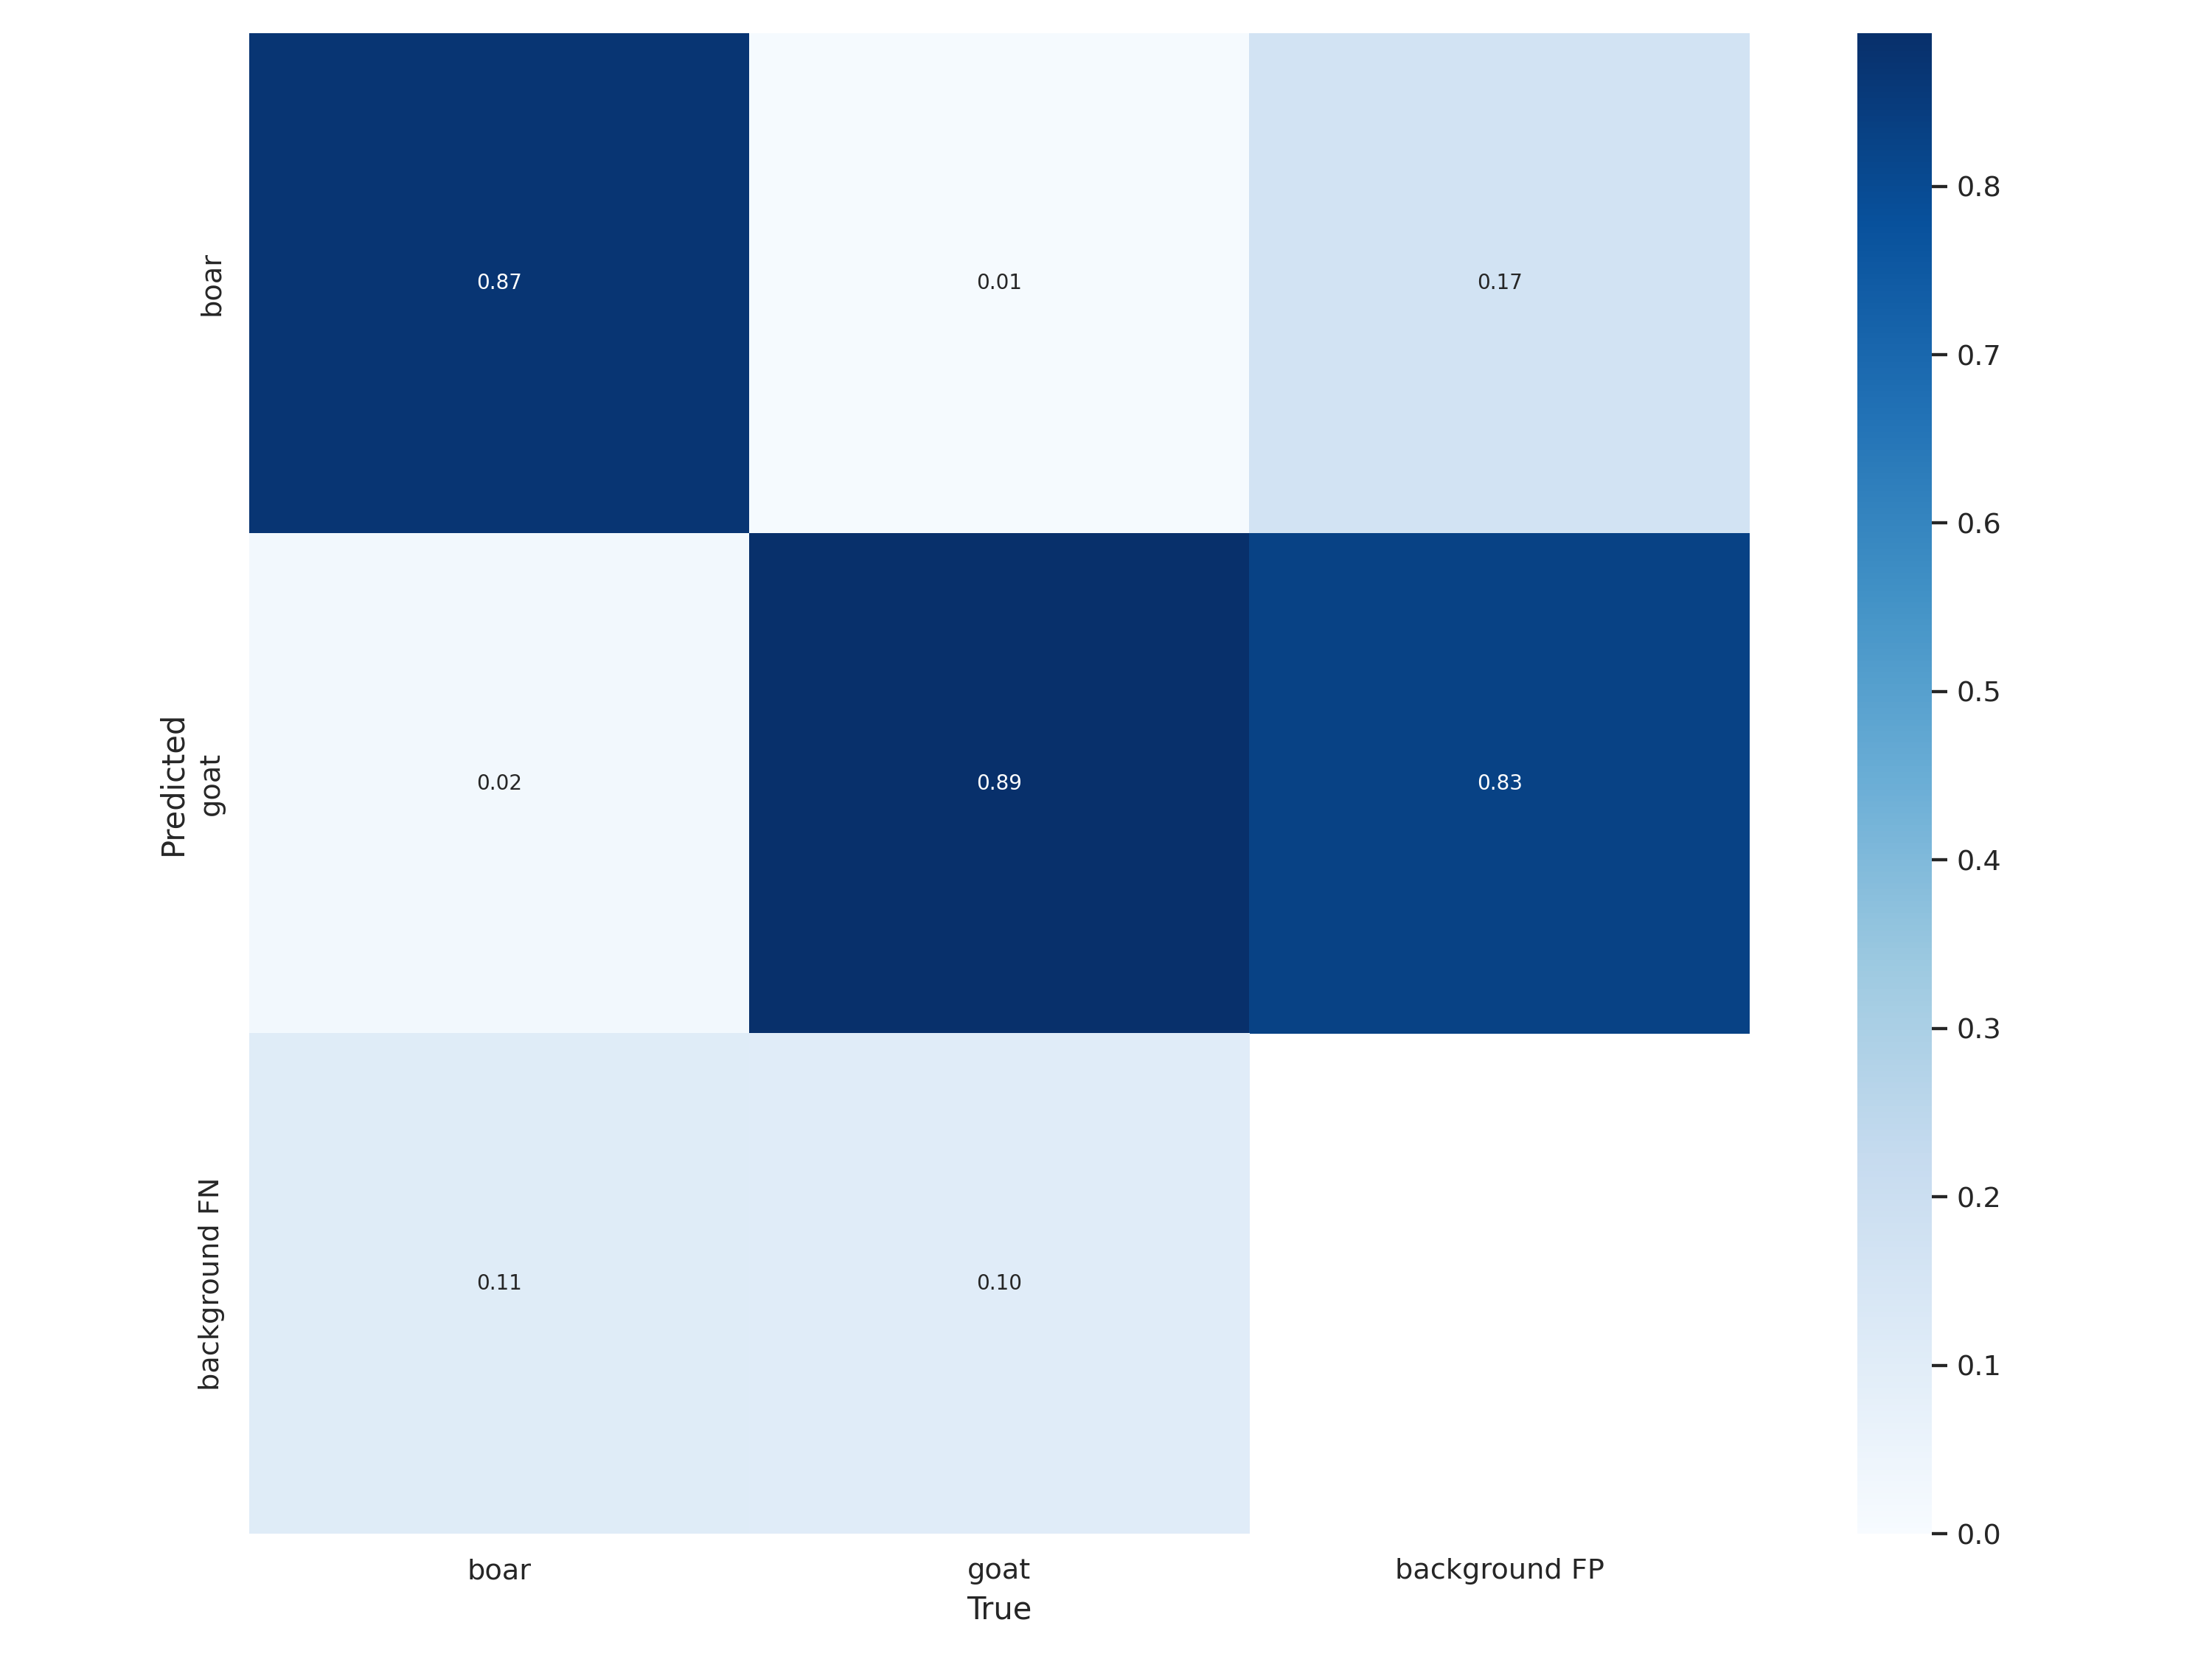 boar
0.87
0.01
0.17
Predicted
goat
0.02
0.89
0.83
background FN
0.11
0.10
boar
goat
background FP
True
0.8
0.7
0.6
0.5
0.4
0.3
0.2
0.1
0.0